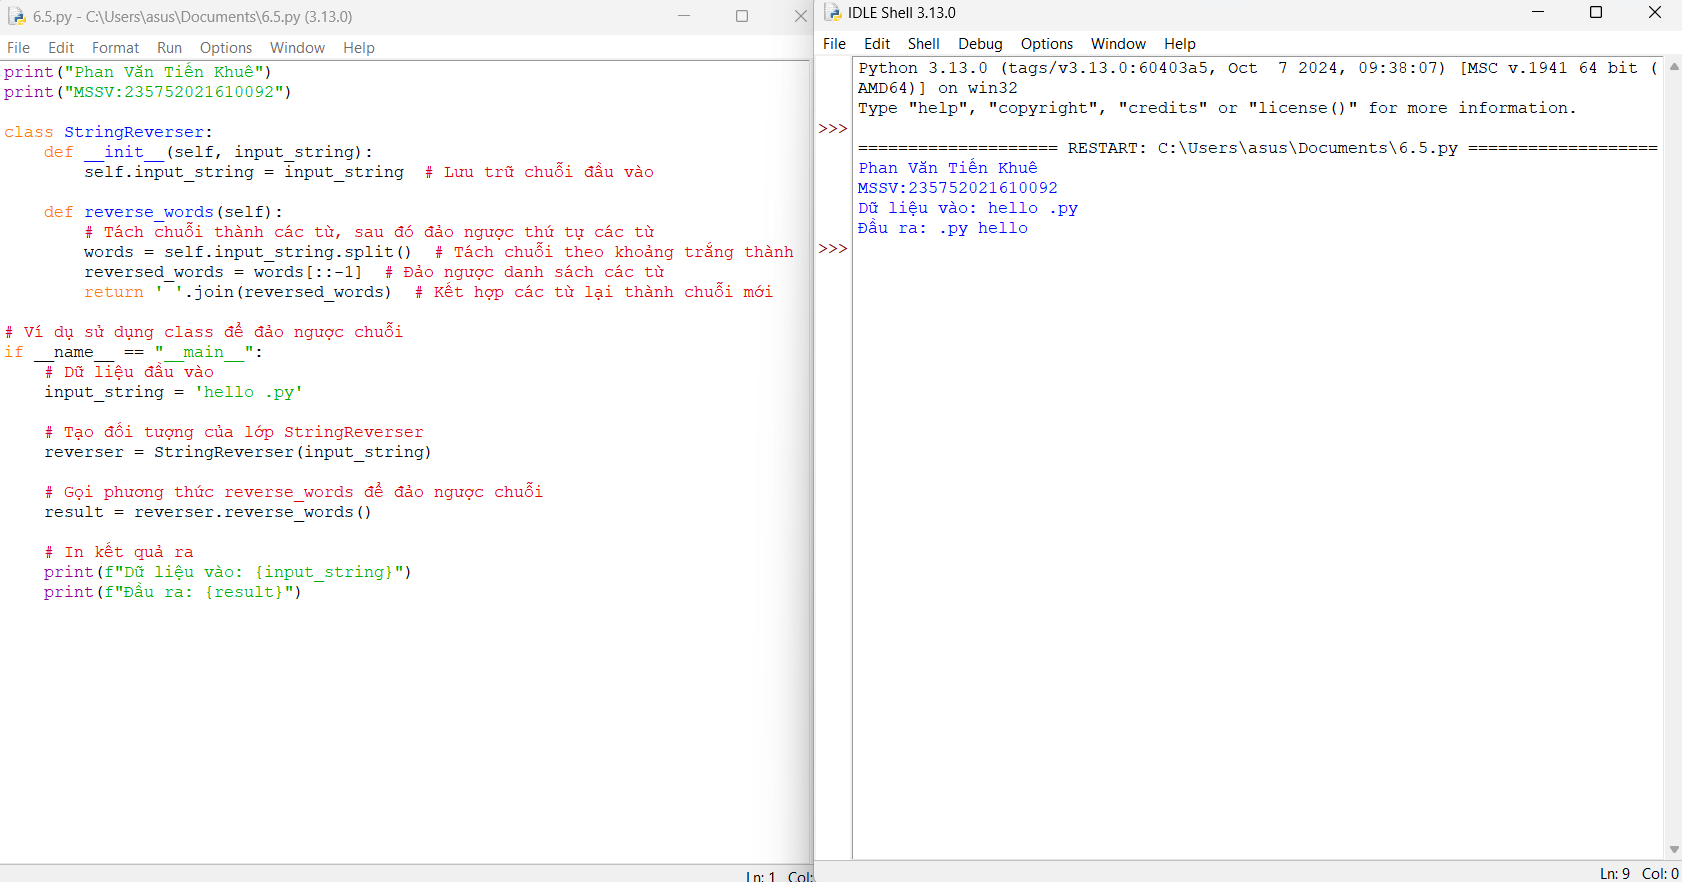 6.5.py - C:\Users\asus\Documents\6.5.py (3.13.0)
File Edit Format Run Options Window Help
print("Phan Văn Tiến Khuê")
print("MSSV:235752021610092")
class StringReverser:
    def __init__(self, input_string):
        self.input_string = input_string  # Lưu trữ chuỗi đầu vào
    def reverse_words(self):
        # Tách chuỗi thành các từ, sau đó đảo ngược thứ tự các từ
        words = self.input_string.split()  # Tách chuỗi theo khoảng trắng thành
        reversed_words = words[::-1]  # Đảo ngược danh sách các từ
        return ' '.join(reversed_words)  # Kết hợp các từ lại thành chuỗi mới
# Ví dụ sử dụng class để đảo ngược chuỗi
if __name__ == "__main__":
    # Dữ liệu đầu vào
    input_string = 'hello .py'
    # Tạo đối tượng của lớp StringReverser
    reverser = StringReverser(input_string)
    # Gọi phương thức reverse_words để đảo ngược chuỗi
    result = reverser.reverse_words()
    # In kết quả ra
    print(f"Dữ liệu vào: {input_string}")
    print(f"Đầu ra: {result}")
Ln: 1 Col:
IDLE Shell 3.13.0
File Edit Shell Debug Options Window Help
Python 3.13.0 (tags/v3.13.0:60403a5, Oct  7 2024, 09:38:07) [MSC v.1941 64 bit (
AMD64)] on win32
Type "help", "copyright", "credits" or "license()" for more information.
>>>
==================== RESTART: C:\Users\asus\Documents\6.5.py ===================
Phan Văn Tiến Khuê
MSSV:235752021610092
Dữ liệu vào: hello .py
Đầu ra: .py hello
>>>
Ln: 9 Col: 0